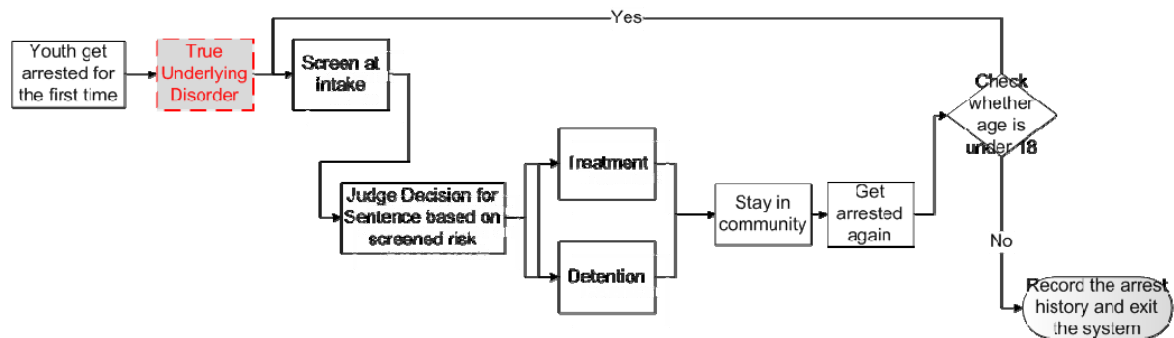 Yes
Youth get
arrested for
the first time
True
Underlying
Disorder
Screen at
intake
Check
whether
age is
under 18
Treatment
Judge Decision for
Sentence based on
screened risk
Stay in
community
Get
arrested
again
No
Detention
Record the arrest
history and exit
the system